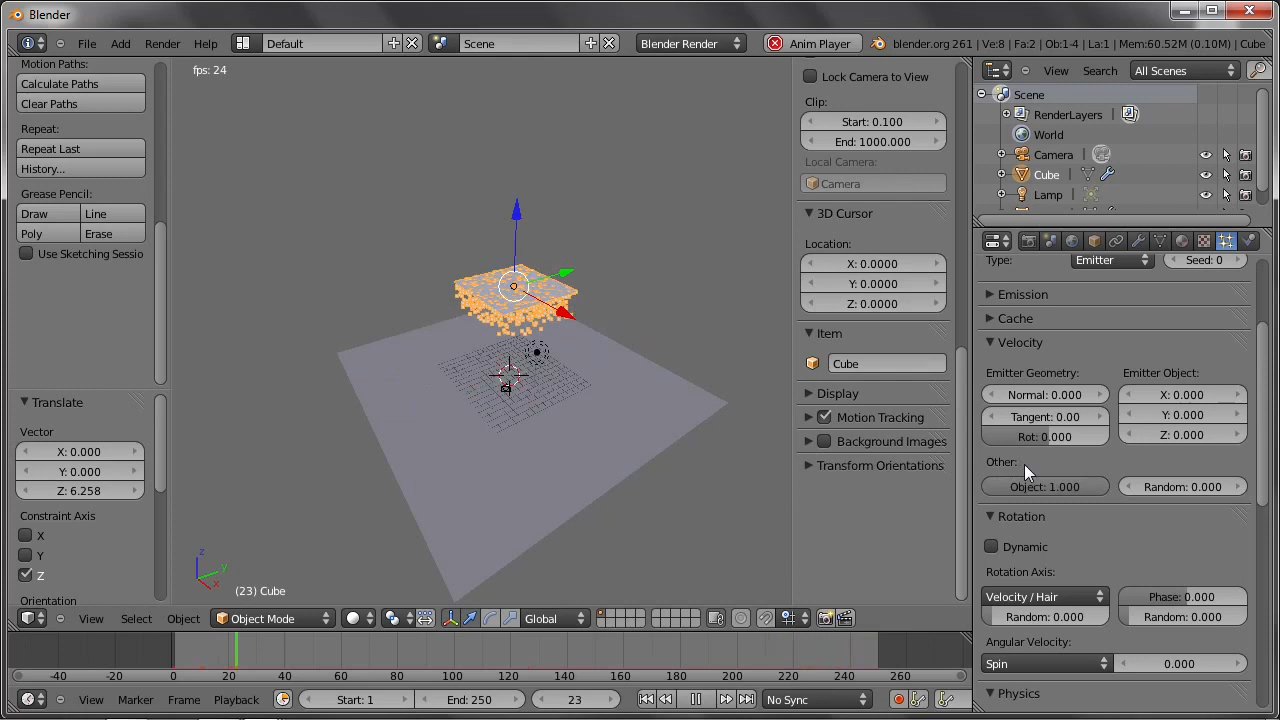 Blender
File Add Render Help Default Scene Blender Render Anim Player blender.org 261 | Ve:8 | Fa:2 | Ob:1-4 | La:1 | Mem:60.52M (0.10M) | Cube
Motion Paths:
Calculate Paths
Clear Paths
Repeat:
Repeat Last
History...
Grease Pencil:
Draw Line
Poly Erase
Use Sketching Sessio
Translate
Vector
X: 0.000
Y: 0.000
Z: 6.258
Constraint Axis
X
Y
Z
Orientation
fps: 24
z
y
x
(23) Cube
Lock Camera to View
Clip:
Start: 0.100
End: 1000.000
Local Camera:
Camera
3D Cursor
Location:
X: 0.0000
Y: 0.0000
Z: 0.0000
Item
Cube
Display
Motion Tracking
Background Images
Transform Orientations
View Search All Scenes
Scene
RenderLayers |
World
Camera |
Cube |
Lamp |
Type: Emitter Seed: 0
Emission
Cache
Velocity
Emitter Geometry: Emitter Object:
Normal: 0.000 X: 0.000
Tangent: 0.00 Y: 0.000
Rot: 0.000 Z: 0.000
Other:
Object: 1.000 Random: 0.000
Rotation
Dynamic
Rotation Axis:
Velocity / Hair Phase: 0.000
Random: 0.000 Random: 0.000
Angular Velocity:
Spin 0.000
Physics
View Select Object Object Mode Global
-40 -20 0 20 40 60 80 100 120 140 160 180 200 220 240 260
View Marker Frame Playback Start: 1 End: 250 23 No Sync